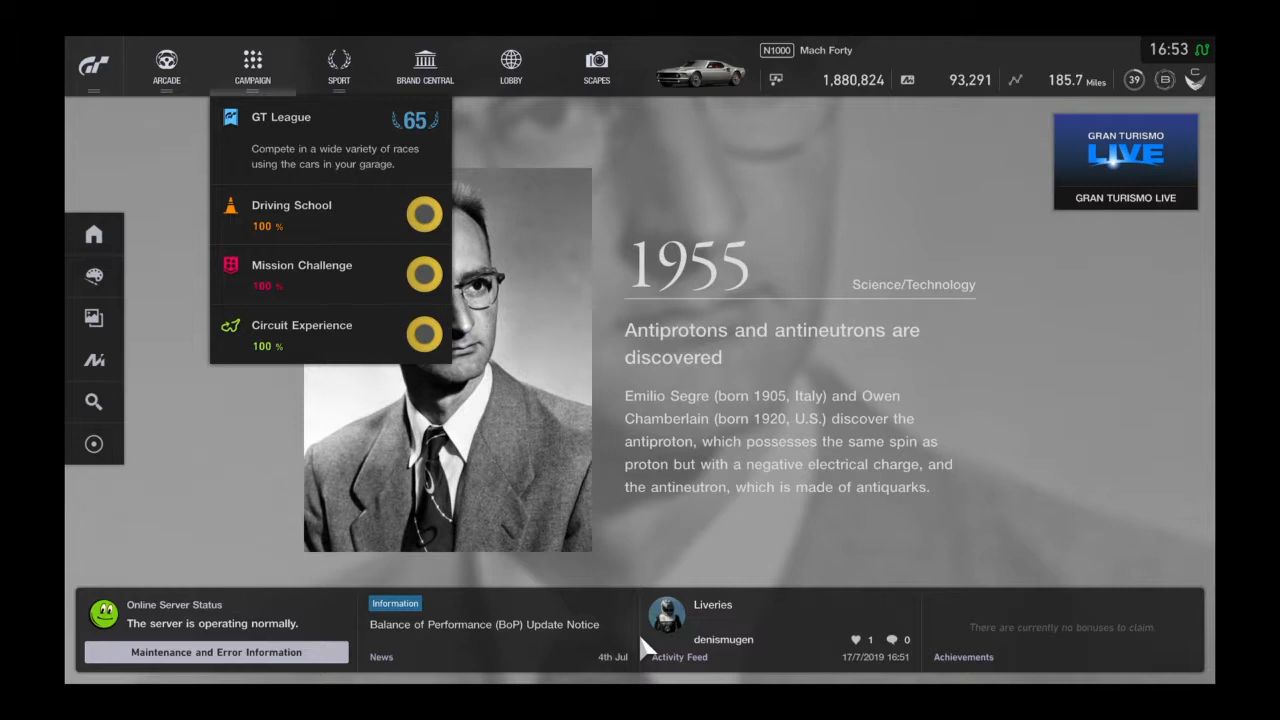 GT
ARCADE
CAMPAIGN
SPORT
BRAND CENTRAL
LOBBY
SCAPES
N1000 Mach Forty
16:53
1,880,824
93,291
185.7 Miles
39
B
C
GT League
65
Compete in a wide variety of races
using the cars in your garage.
Driving School
100 %
Mission Challenge
100 %
Circuit Experience
100 %
GRAN TURISMO
LIVE
GRAN TURISMO LIVE
1955
Science/Technology
Antiprotons and antineutrons are
discovered
Emilio Segre (born 1905, Italy) and Owen
Chamberlain (born 1920, U.S.) discover the
antiproton, which possesses the same spin as
proton but with a negative electrical charge, and
the antineutron, which is made of antiquarks.
Online Server Status
The server is operating normally.
Maintenance and Error Information
Information
Balance of Performance (BoP) Update Notice
News
4th Jul
Liveries
denismugen
1
0
Activity Feed
17/7/2019 16:51
There are currently no bonuses to claim.
Achievements